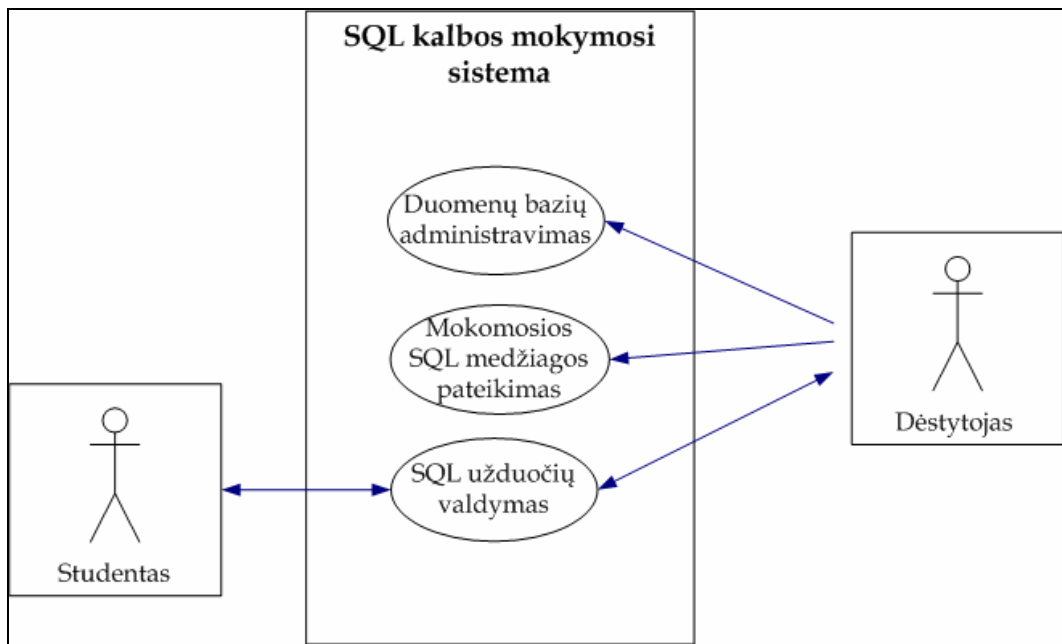 SQL kalbos mokymosi
sistema
Duomenų bazių
administravimas
Mokomosios
SQL medžiagos
pateikimas
SQL užduočių
valdymas
Dėstytojas
Studentas